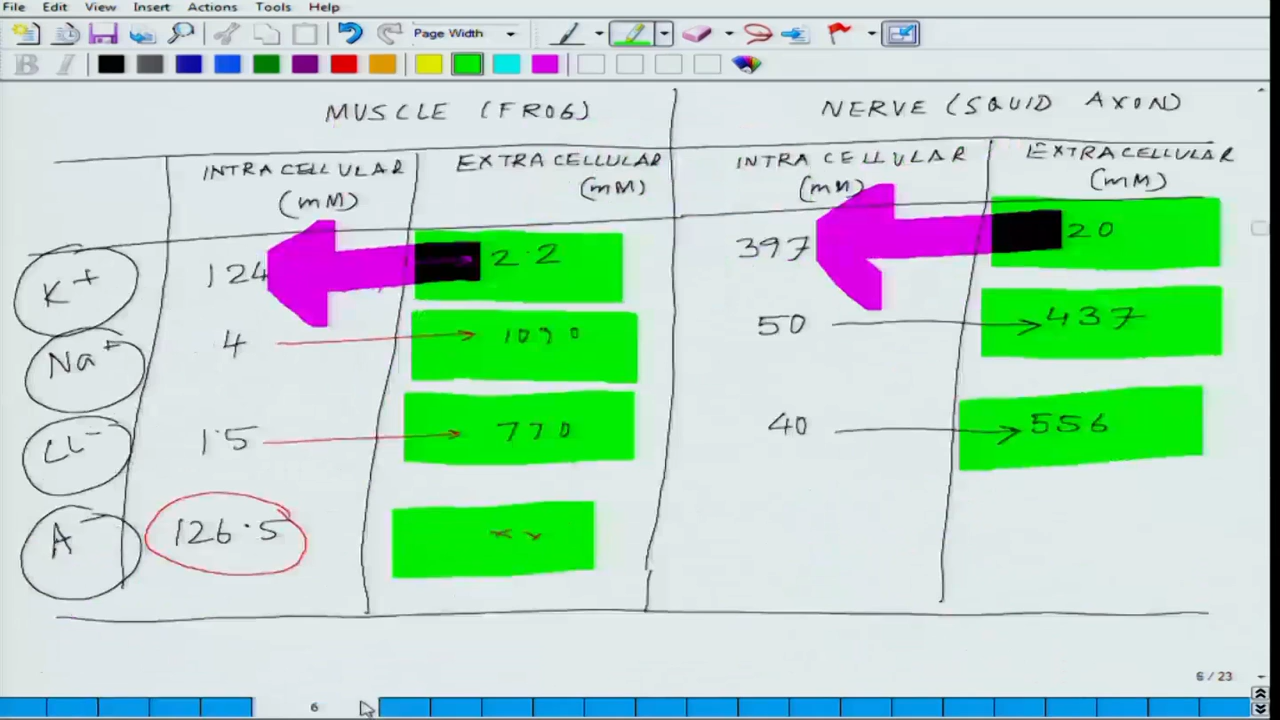 File Edit View Insert Actions Tools Help
Page Width
B I
MUSCLE (FROG) NERVE (SQUID AXON)
INTRACELLULAR (mM) EXTRACELLULAR (mM) INTRACELLULAR (mM) EXTRACELLULAR (mM)
K+ 124 2.2 397 20
Na+ 4 1090 50 437
CL- 1.5 770 40 556
A- 126.5 xx
6 / 23
6